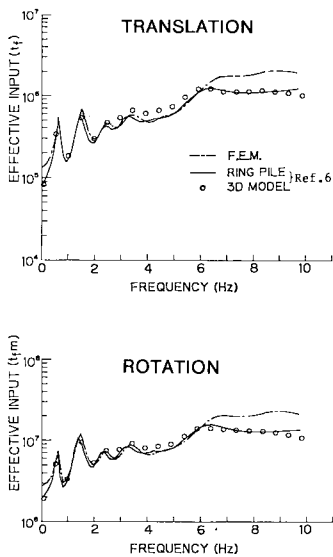 TRANSLATION
EFFECTIVE INPUT (tf)
10⁷
10⁶
10⁵
10⁴
F.E.M.
RING PILE
3D MODEL
}Ref.6
0 2 4 6 8 10
FREQUENCY (Hz)
ROTATION
EFFECTIVE INPUT (tfm)
10⁸
10⁷
10⁶
0 2 4 6 8 10
FREQUENCY (Hz)